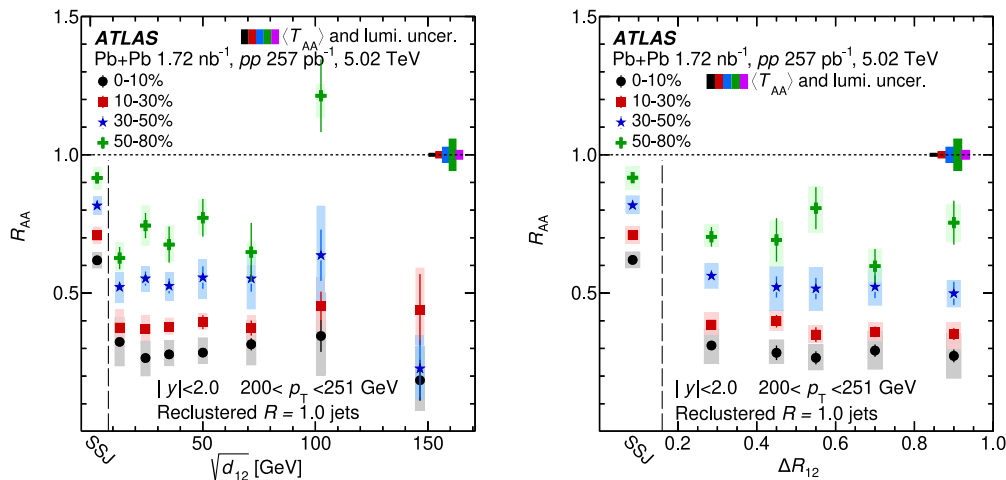 1.5
1.0
0.5
R_AA
ATLAS
⟨T_AA⟩ and lumi. uncer.
Pb+Pb 1.72 nb⁻¹, pp 257 pb⁻¹, 5.02 TeV
0-10%
10-30%
30-50%
50-80%
| y|<2.0 200< p_T <251 GeV
Reclustered R = 1.0 jets
SSJ 50 100 150
√d₁₂ [GeV]
1.5
1.0
0.5
R_AA
ATLAS
Pb+Pb 1.72 nb⁻¹, pp 257 pb⁻¹, 5.02 TeV
⟨T_AA⟩ and lumi. uncer.
0-10%
10-30%
30-50%
50-80%
| y|<2.0 200< p_T <251 GeV
Reclustered R = 1.0 jets
SSJ 0.2 0.4 0.6 0.8 1.0
ΔR₁₂